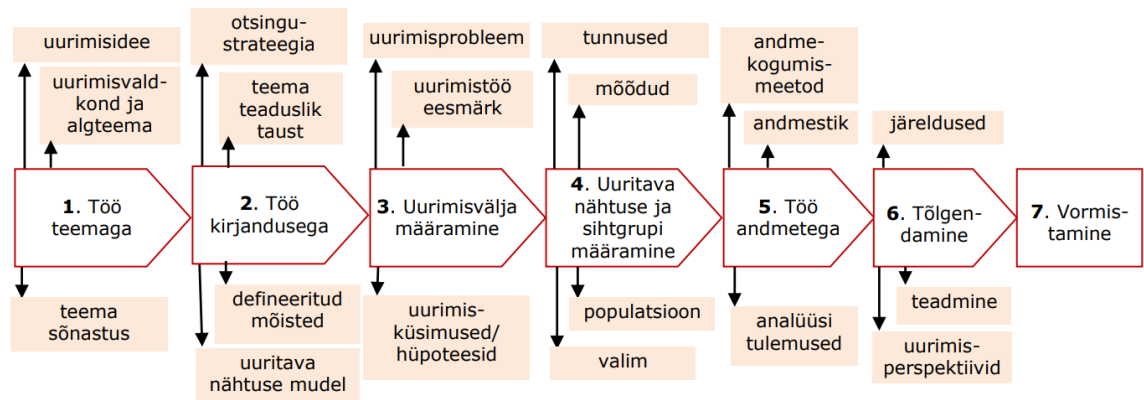 uurimisidee
uurimisvald-
kond ja
algteema
otsingu-
strateegia
teema
teaduslik
taust
uurimisprobleem
uurimistöö
eesmärk
tunnused
mõõdud
andme-
kogumis-
meetod
andmestik
järeldused
1. Töö
teemaga
2. Töö
kirjandusega
3. Uurimisvälja
määramine
4. Uuritava
nähtuse ja
sihtgrupi
määramine
5. Töö
andmetega
6. Tõlgen-
damine
7. Vormis-
tamine
teema
sõnastus
defineeritud
mõisted
uuritava
nähtuse mudel
uurimis-
küsimused/
hüpoteesid
populatsioon
valim
analüüsi
tulemused
teadmine
uurimis-
perspektiivid